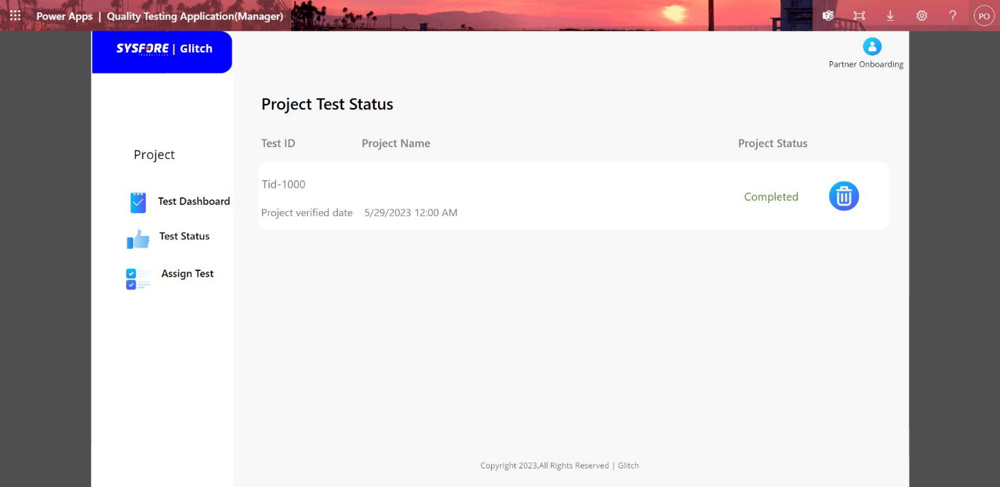 Power Apps | Quality Testing Application(Manager)
?
PO
SYSFORE | Glitch
Partner Onboarding
Project Test Status
Test ID Project Name Project Status
Project
Tid-1000
Completed
Project verified date 5/29/2023 12:00 AM
Test Dashboard
Test Status
Assign Test
Copyright 2023,All Rights Reserved | Glitch